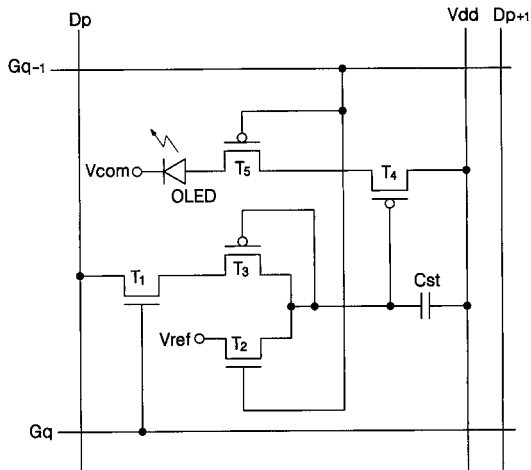 Dp Vdd Dp+1
Gq-1
T5 T4
Vcom OLED
T1 T3 Cst
Vref T2
Gq